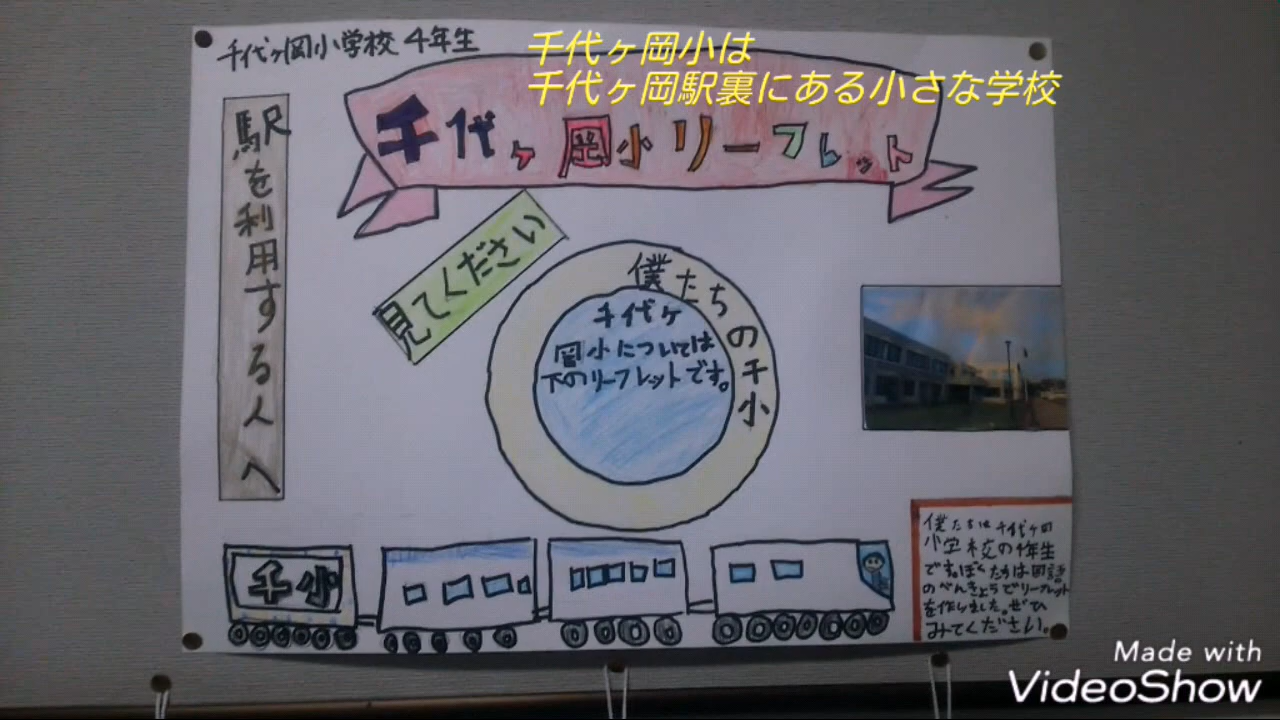 千代ヶ岡小学校 4年生
千代ヶ岡小は
千代ヶ岡駅裏にある小さな学校
千代ヶ岡小リーフレット
駅を利用する人へ
見てください
僕たちの千小
千代ヶ
岡小については
下のリーフレットです。
僕たちは千代ヶ岡
小学校の4年生
です。ぼくたちは国語
のべんきょうでリーフレット
を作りました。ぜひ
みてください。
千小
Made with
VideoShow